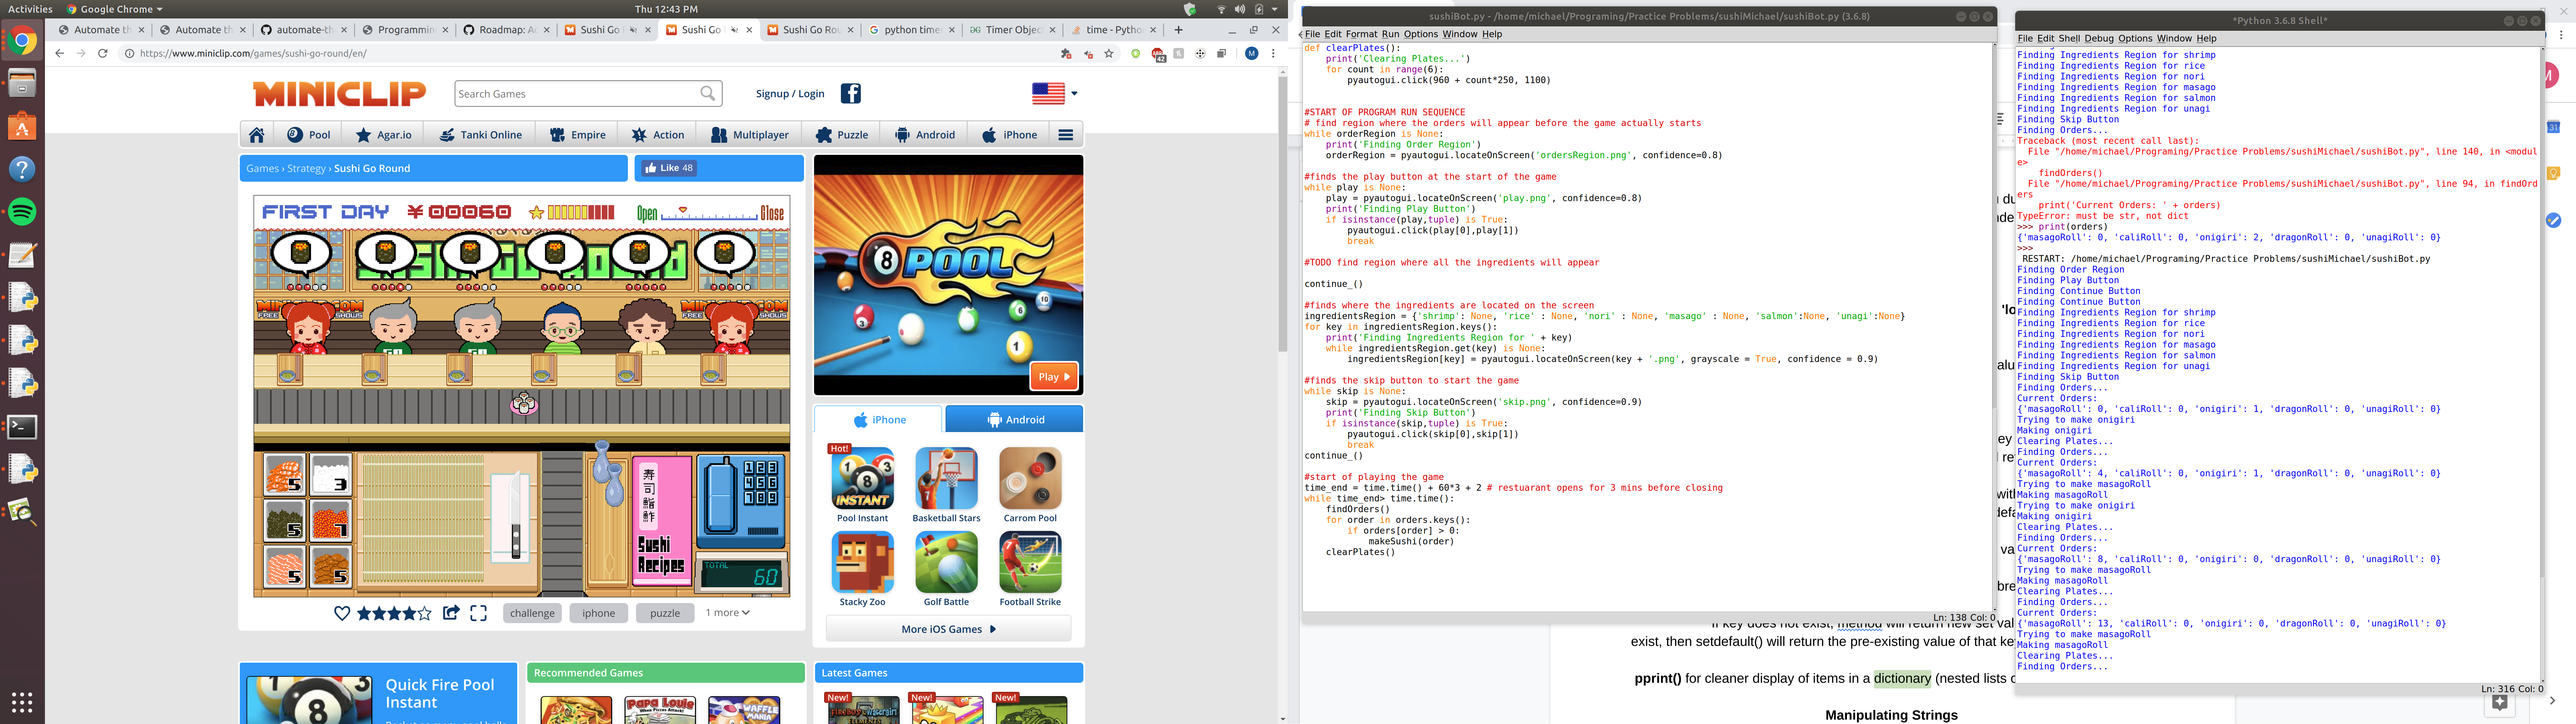 Activities
Google Chrome
Thu 12:43 PM
Automate th
Automate th
automate-th
Programmin
Roadmap: A
Sushi Go
Sushi Go
Sushi Go Rou
python time
Timer Objec
time - Pytho
https://www.miniclip.com/games/sushi-go-round/en/
42
M
MINICLIP
Search Games
Signup / Login
Pool
Agar.io
Tanki Online
Empire
Action
Multiplayer
Puzzle
Android
iPhone
Games › Strategy › Sushi Go Round
Like 48
FIRST DAY
¥ 00060
Open
Close
MINICLIP.COM
FREE
SHOWS
5
3
5
7
5
5
寿
司
Sushi
Recipes
123
456
789
TOTAL
60
challenge
iphone
puzzle
1 more
8
POOL
Play
iPhone
Android
Hot!
INSTANT
Pool Instant
Basketball Stars
Carrom Pool
Stacky Zoo
Golf Battle
Football Strike
More iOS Games
Quick Fire Pool
Instant
Recommended Games
Latest Games
New!
New!
New!
PAPA LOUIE
WAFFLE
MANIA
sushiBot.py - /home/michael/Programing/Practice Problems/sushiMichael/sushiBot.py (3.6.8)
File Edit Format Run Options Window Help
def clearPlates():
    print('Clearing Plates...')
    for count in range(6):
        pyautogui.click(960 + count*250, 1100)
#START OF PROGRAM RUN SEQUENCE
# find region where the orders will appear before the game actually starts
while orderRegion is None:
    print('Finding Order Region')
    orderRegion = pyautogui.locateOnScreen('ordersRegion.png', confidence=0.8)
#finds the play button at the start of the game
while play is None:
    play = pyautogui.locateOnScreen('play.png', confidence=0.8)
    print('Finding Play Button')
    if isinstance(play,tuple) is True:
        pyautogui.click(play[0],play[1])
        break
#TODO find region where all the ingredients will appear
continue_()
#finds where the ingredients are located on the screen
ingredientsRegion = {'shrimp': None, 'rice' : None, 'nori' : None, 'masago' : None, 'salmon':None, 'unagi':None}
for key in ingredientsRegion.keys():
    print('Finding Ingredients Region for ' + key)
    while ingredientsRegion.get(key) is None:
        ingredientsRegion[key] = pyautogui.locateOnScreen(key + '.png', grayscale = True, confidence = 0.9)
#finds the skip button to start the game
while skip is None:
    skip = pyautogui.locateOnScreen('skip.png', confidence=0.9)
    print('Finding Skip Button')
    if isinstance(skip,tuple) is True:
        pyautogui.click(skip[0],skip[1])
        break
continue_()
#start of playing the game
time_end = time.time() + 60*3 + 2 # restuarant opens for 3 mins before closing
while time_end> time.time():
    findOrders()
    for order in orders.keys():
        if orders[order] > 0:
            makeSushi(order)
    clearPlates()
Ln: 138 Col: 0
exist, then setdefault() will return the pre-existing value of that ke
pprint() for cleaner display of items in a dictionary (nested lists o
Manipulating Strings
*Python 3.6.8 Shell*
File Edit Shell Debug Options Window Help
Finding Ingredients Region for shrimp
Finding Ingredients Region for rice
Finding Ingredients Region for nori
Finding Ingredients Region for masago
Finding Ingredients Region for salmon
Finding Ingredients Region for unagi
Finding Skip Button
Finding Orders...
Traceback (most recent call last):
  File "/home/michael/Programing/Practice Problems/sushiMichael/sushiBot.py", line 140, in <modul
e>
    findOrders()
  File "/home/michael/Programing/Practice Problems/sushiMichael/sushiBot.py", line 94, in findOrd
ers
    print('Current Orders: ' + orders)
TypeError: must be str, not dict
>>> print(orders)
{'masagoRoll': 0, 'caliRoll': 0, 'onigiri': 2, 'dragonRoll': 0, 'unagiRoll': 0}
>>>
 RESTART: /home/michael/Programing/Practice Problems/sushiMichael/sushiBot.py
Finding Order Region
Finding Play Button
Finding Continue Button
Finding Continue Button
Finding Ingredients Region for shrimp
Finding Ingredients Region for rice
Finding Ingredients Region for nori
Finding Ingredients Region for masago
Finding Ingredients Region for salmon
Finding Ingredients Region for unagi
Finding Skip Button
Finding Orders...
Current Orders:
{'masagoRoll': 0, 'caliRoll': 0, 'onigiri': 1, 'dragonRoll': 0, 'unagiRoll': 0}
Trying to make onigiri
Making onigiri
Clearing Plates...
Finding Orders...
Current Orders:
{'masagoRoll': 4, 'caliRoll': 0, 'onigiri': 1, 'dragonRoll': 0, 'unagiRoll': 0}
Trying to make masagoRoll
Making masagoRoll
Trying to make onigiri
Making onigiri
Clearing Plates...
Finding Orders...
Current Orders:
{'masagoRoll': 8, 'caliRoll': 0, 'onigiri': 0, 'dragonRoll': 0, 'unagiRoll': 0}
Trying to make masagoRoll
Making masagoRoll
Clearing Plates...
Finding Orders...
Current Orders:
{'masagoRoll': 13, 'caliRoll': 0, 'onigiri': 0, 'dragonRoll': 0, 'unagiRoll': 0}
Trying to make masagoRoll
Making masagoRoll
Clearing Plates...
Finding Orders...
Ln: 316 Col: 0